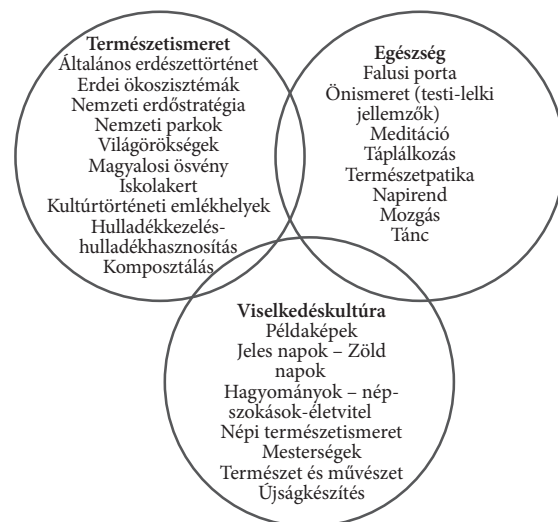 Természetismeret
Általános erdészettörténet
Erdei ökoszisztémák
Nemzeti erdőstratégia
Nemzeti parkok
Világörökségek
Magyalosi ösvény
Iskolakert
Kultúrtörténeti emlékhelyek
Hulladékkezelés-
hulladékhasznosítás
Komposztálás
Egészség
Falusi porta
Önismeret (testi-lelki
jellemzők)
Meditáció
Táplálkozás
Természetpatika
Napirend
Mozgás
Tánc
Viselkedéskultúra
Példaképek
Jeles napok – Zöld
napok
Hagyományok – nép-
szokások-életvitel
Népi természetismeret
Mesterségek
Természet és művészet
Újságkészítés